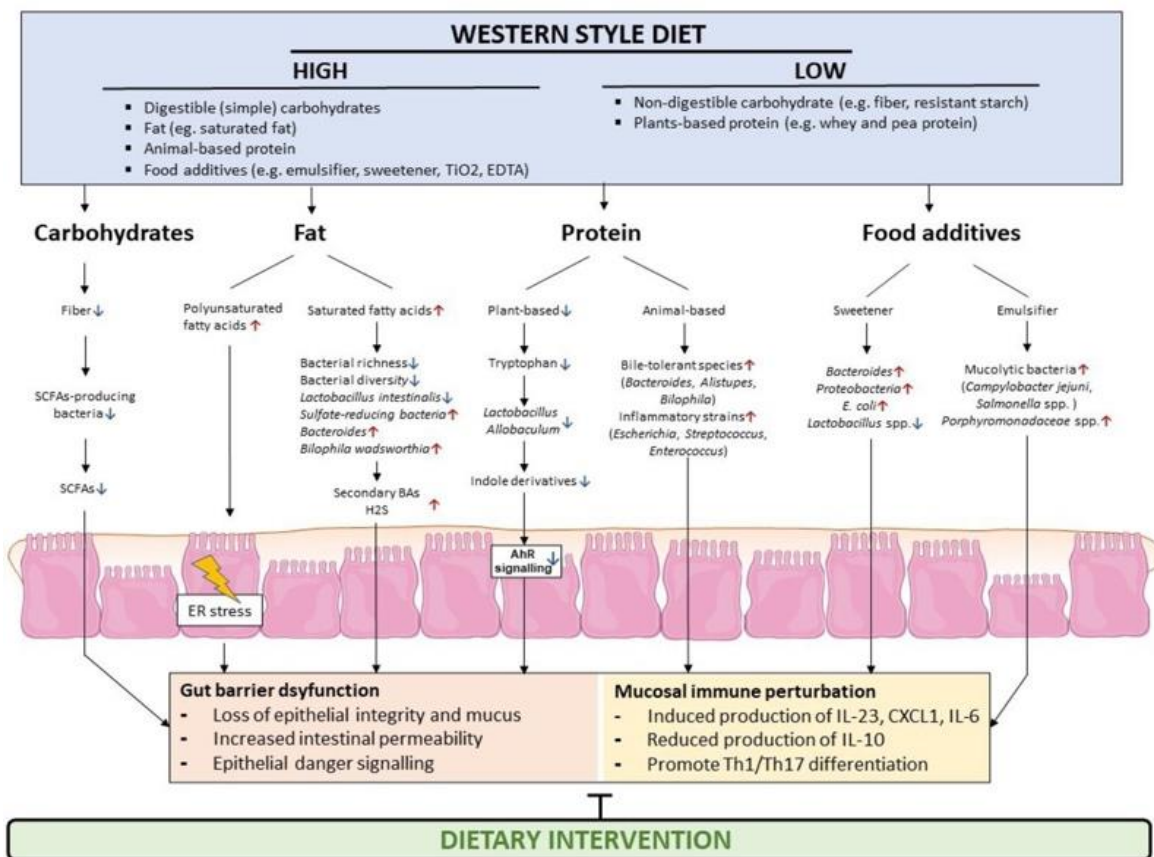 WESTERN STYLE DIET
HIGH
▪ Digestible (simple) carbohydrates
▪ Fat (eg. saturated fat)
▪ Animal-based protein
▪ Food additives (e.g. emulsifier, sweetener, TiO2, EDTA)
LOW
▪ Non-digestible carbohydrate (e.g. fiber, resistant starch)
▪ Plants-based protein (e.g. whey and pea protein)
Carbohydrates
Fiber↓
SCFAs-producing
bacteria↓
SCFAs↓
Fat
Polyunsaturated
fatty acids ↑
ER stress
Saturated fatty acids↑
Bacterial richness↓
Bacterial diversity↓
Lactobacillus intestinalis↓
Sulfate-reducing bacteria↑
Bacteroides↑
Bilophila wadsworthia↑
Secondary BAs
H2S ↑
Protein
Plant-based↓
Tryptophan↓
Lactobacillus
Allobaculum ↓
Indole derivatives↓
AhR
signalling↓
Animal-based
Bile-tolerant species↑
(Bacteroides, Alistupes,
Bilophila)
Inflammatory strains↑
(Escherichia, Streptococcus,
Enterococcus)
Food additives
Sweetener
Bacteroides↑
Proteobacteria↑
E. coli↑
Lactobacillus spp.↓
Emulsifier
Mucolytic bacteria↑
(Campylobacter jejuni,
Salmonella spp. )
Porphyromonadaceae spp.↑
Gut barrier dsyfunction
- Loss of epithelial integrity and mucus
- Increased intestinal permeability
- Epithelial danger signalling
Mucosal immune perturbation
- Induced production of IL-23, CXCL1, IL-6
- Reduced production of IL-10
- Promote Th1/Th17 differentiation
DIETARY INTERVENTION